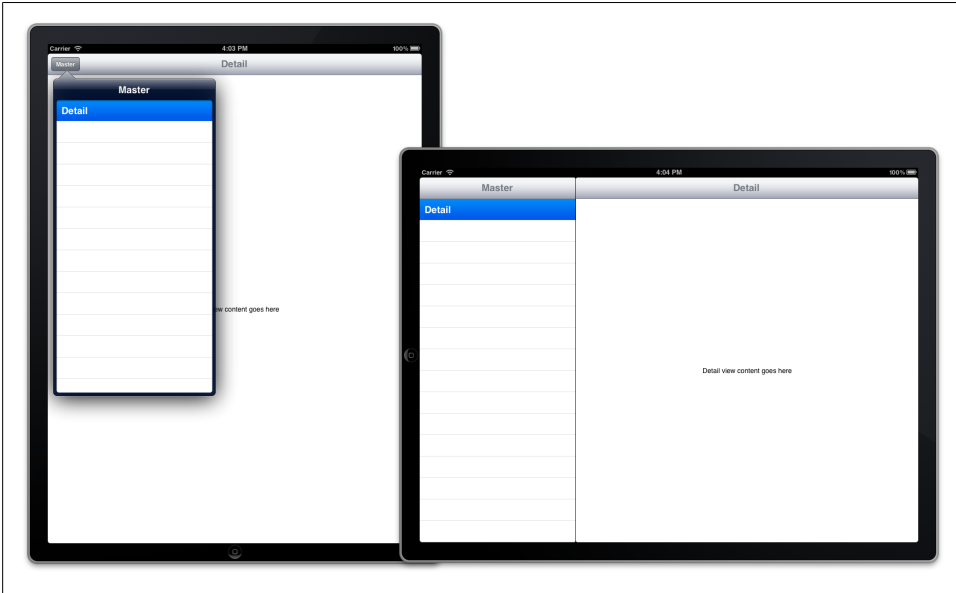 Carrier 4:03 PM 100%
Master Detail
Master
Detail
ew content goes here
Carrier 4:04 PM 100%
Master Detail
Detail
Detail view content goes here